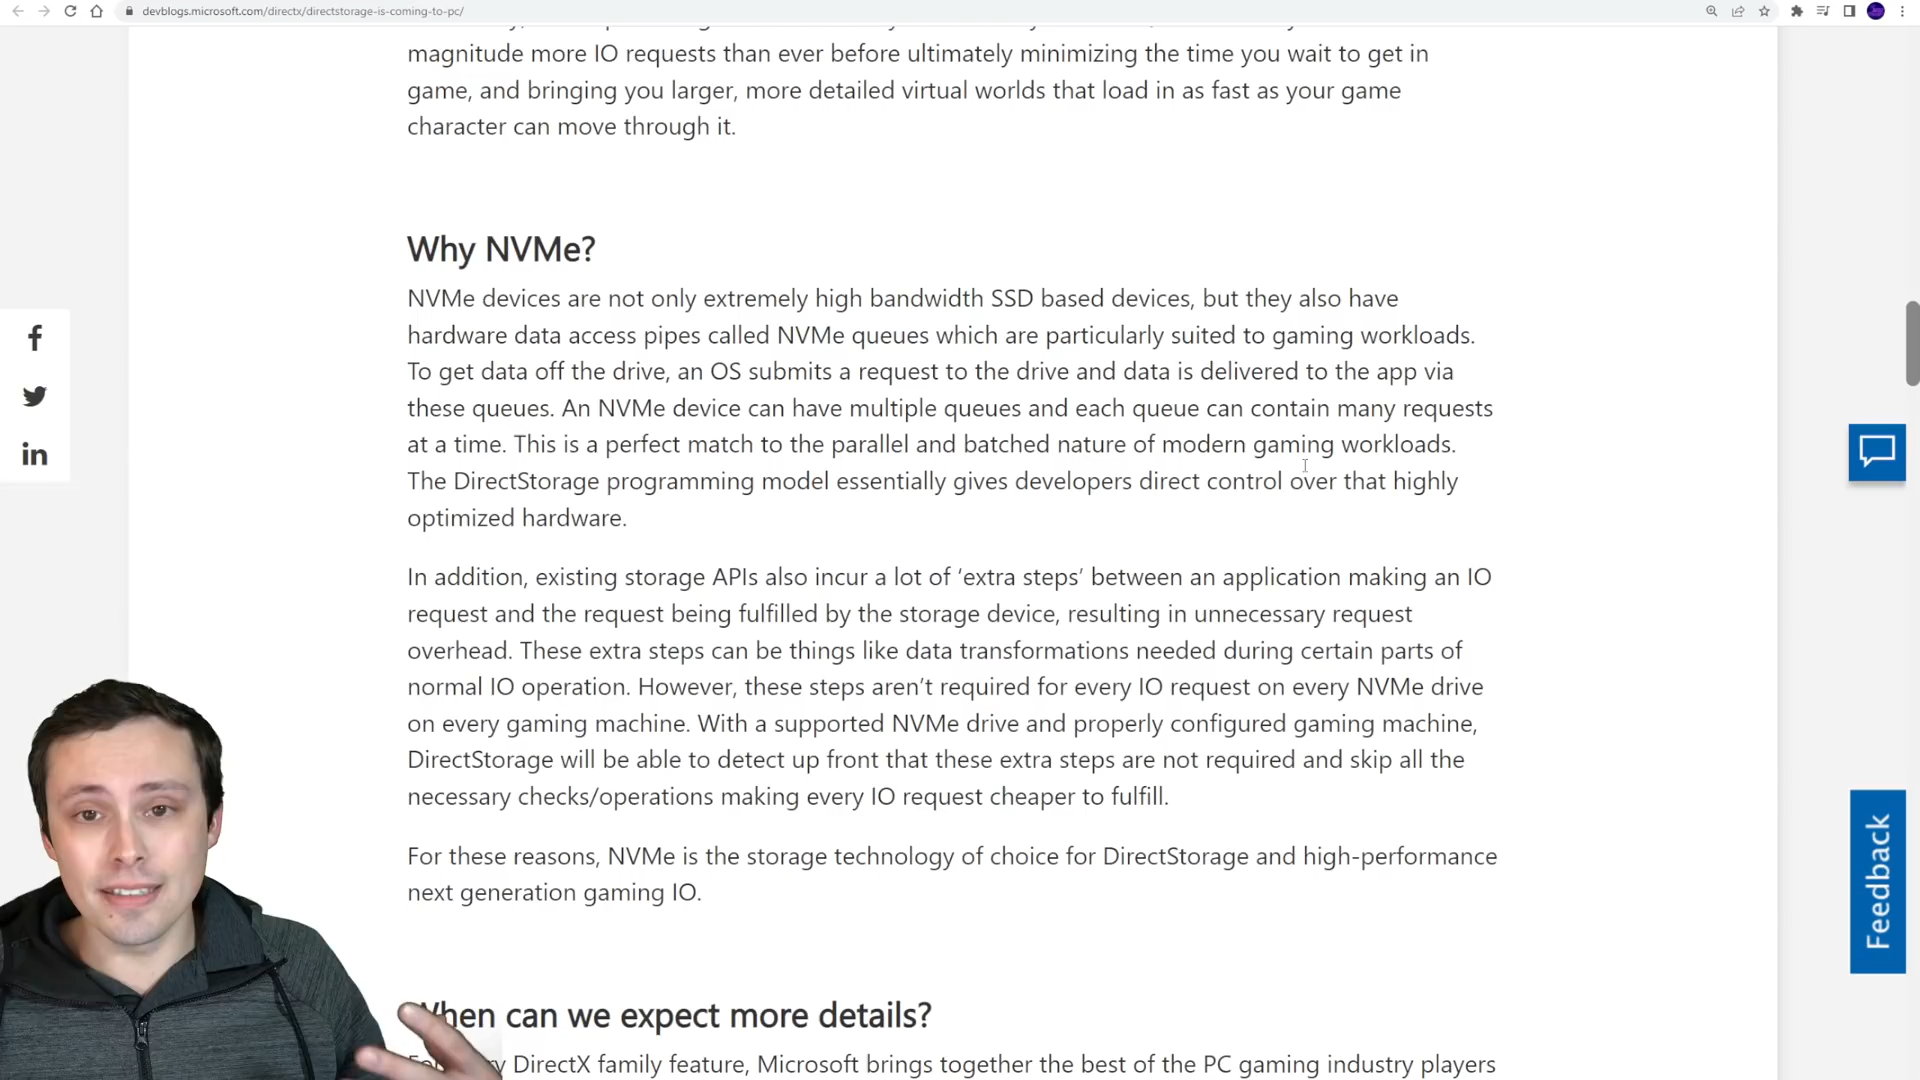 devblogs.microsoft.com/directx/directstorage-is-coming-to-pc/
magnitude more IO requests than ever before ultimately minimizing the time you wait to get in
game, and bringing you larger, more detailed virtual worlds that load in as fast as your game
character can move through it.
Why NVMe?
NVMe devices are not only extremely high bandwidth SSD based devices, but they also have
hardware data access pipes called NVMe queues which are particularly suited to gaming workloads.
To get data off the drive, an OS submits a request to the drive and data is delivered to the app via
these queues. An NVMe device can have multiple queues and each queue can contain many requests
at a time. This is a perfect match to the parallel and batched nature of modern gaming workloads.
The DirectStorage programming model essentially gives developers direct control over that highly
optimized hardware.
In addition, existing storage APIs also incur a lot of ‘extra steps’ between an application making an IO
request and the request being fulfilled by the storage device, resulting in unnecessary request
overhead. These extra steps can be things like data transformations needed during certain parts of
normal IO operation. However, these steps aren’t required for every IO request on every NVMe drive
on every gaming machine. With a supported NVMe drive and properly configured gaming machine,
DirectStorage will be able to detect up front that these extra steps are not required and skip all the
necessary checks/operations making every IO request cheaper to fulfill.
For these reasons, NVMe is the storage technology of choice for DirectStorage and high-performance
next generation gaming IO.
When can we expect more details?
DirectX family feature, Microsoft brings together the best of the PC gaming industry players
Feedback